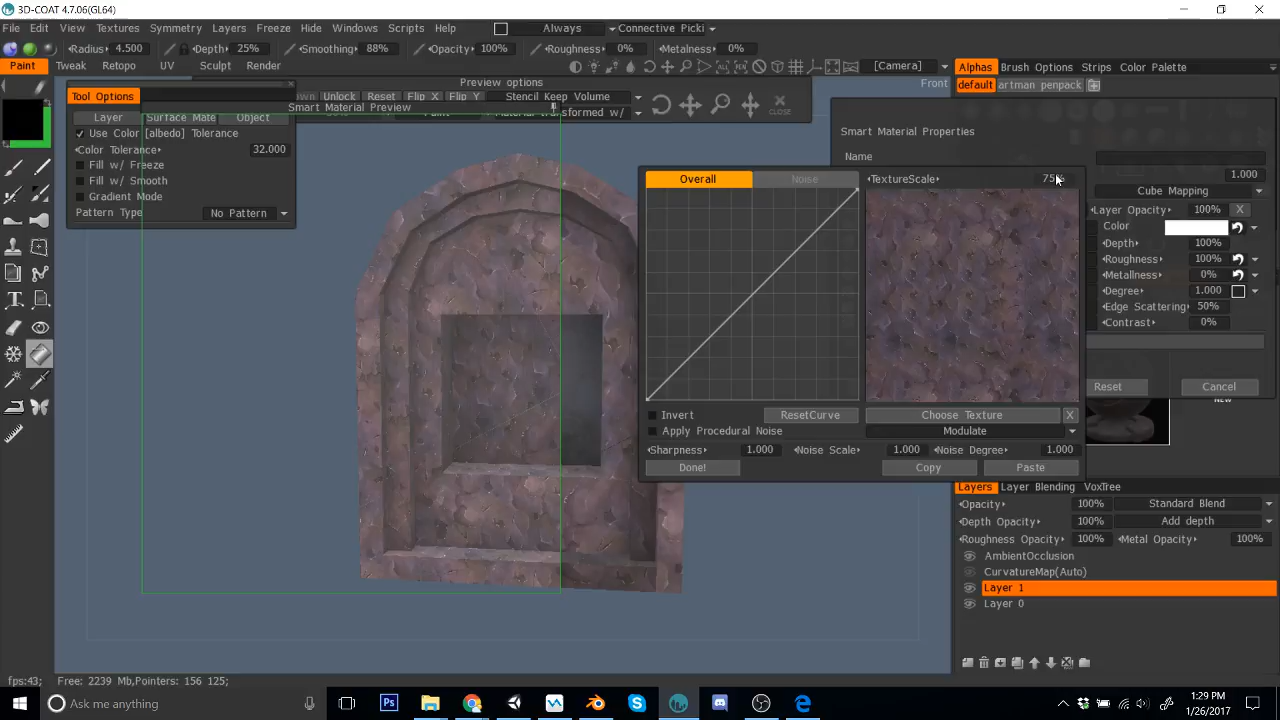 3D-COAT 4.7.06(GL64)
File Edit Windows Textures Symmetry Layers Freeze Hide Windows Scripts Help Always Connective Picki
Radius 4.500 Depth 25% Smoothing 88% Opacity 100% Roughness 0% Metalness 0%
Paint Tweak Retopo UV Sculpt Render [Camera] Alphas Brush Options Strips Color Palette
Preview options Front default artman penpack
Tool Options Unlock Reset Flip X Flip Y Stencil Keep Volume
Smart Material Preview
Layer Surface Mate Object Paint Material transformed w/ CLOSE
Use Color [albedo] Tolerance Smart Material Properties
Color Tolerance 32.000 Name
Fill w/ Freeze
Fill w/ Smooth Overall Noise TextureScale 75% 1.000
Gradient Mode Cube Mapping
Pattern Type No Pattern Layer Opacity 100% X
Color
Depth: 100%
Roughness: 100%
Metallness: 0%
Degree: 1.000
Edge Scattering 50%
Contrast: 0%
Reset Cancel
NEW
Invert ResetCurve Choose Texture X
Apply Procedural Noise Modulate
Sharpness 1.000 Noise Scale 1.000 Noise Degree 1.000
Done! Copy Paste
Layers Layer Blending VoxTree
Opacity 100% Standard Blend
Depth Opacity 100% Add depth
Roughness Opacity 100% Metal Opacity 100%
AmbientOcclusion
CurvatureMap(Auto)
Layer 1
Layer 0
fps:43; Free: 2239 Mb,Pointers: 156 125;
Ask me anything
1:29 PM
1/26/2017